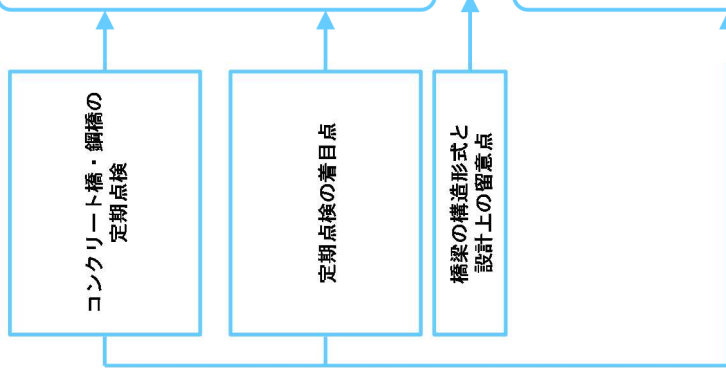 コンクリート橋・鋼橋の
定期点検
定期点検の着目点
橋梁の構造形式と
設計上の留意点